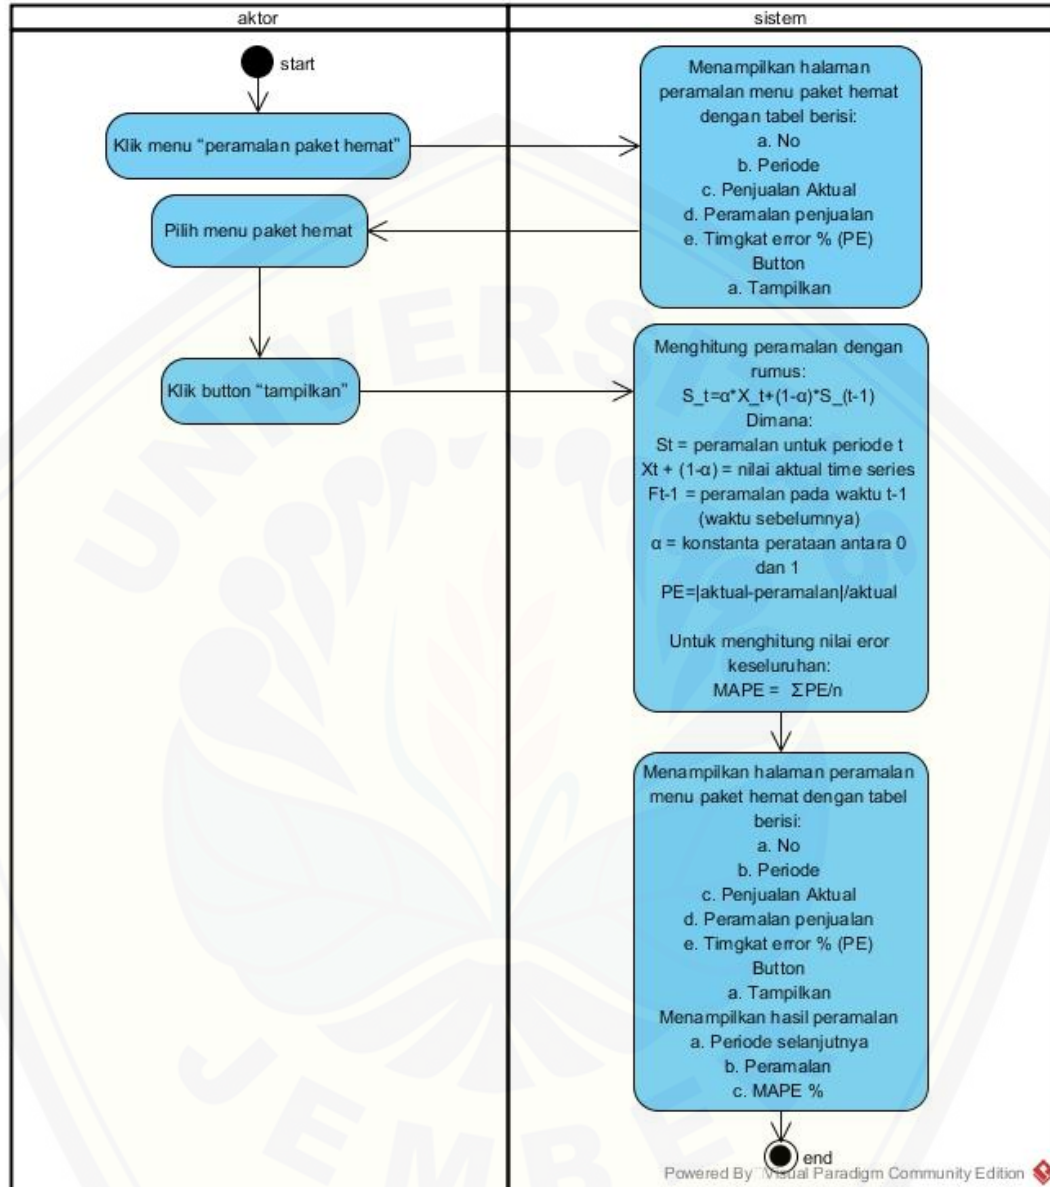 aktor
sistem
start
Klik menu “peramalan paket hemat”
Menampilkan halaman
peramalan menu paket hemat
dengan tabel berisi:
a. No
b. Periode
c. Penjualan Aktual
d. Peramalan penjualan
e. Timgkat error % (PE)
Button
a. Tampilkan
Pilih menu paket hemat
Klik button “tampilkan”
Menghitung peramalan dengan
rumus:
S_t=α*X_t+(1-α)*S_(t-1)
Dimana:
St = peramalan untuk periode t
Xt + (1-α) = nilai aktual time series
Ft-1 = peramalan pada waktu t-1
(waktu sebelumnya)
α = konstanta perataan antara 0
dan 1
PE=|aktual-peramalan|/aktual
Untuk menghitung nilai eror
keseluruhan:
MAPE = ΣPE/n
Menampilkan halaman peramalan
menu paket hemat dengan tabel
berisi:
a. No
b. Periode
c. Penjualan Aktual
d. Peramalan penjualan
e. Timgkat error % (PE)
Button
a. Tampilkan
Menampilkan hasil peramalan
a. Periode selanjutnya
b. Peramalan
c. MAPE %
end
Powered By Visual Paradigm Community Edition
UNIVERSITAS
JEMBER